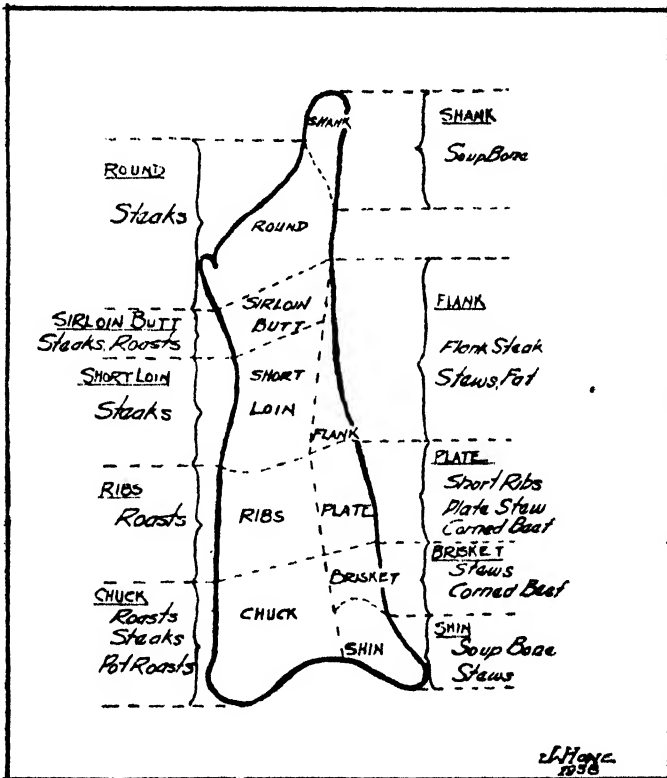 SHANK
Soup Bone
ROUND
Steaks
SIRLOIN BUTT
Steaks, Roasts
SHORT LOIN
Steaks
RIBS
Roasts
CHUCK
Roasts
Steaks
Pot Roasts
SHANK
ROUND
SIRLOIN
BUTT
SHORT
LOIN
FLANK
RIBS
PLATE
BRISKET
CHUCK
SHIN
FLANK
Flank Steak
Stews, Fat
PLATE
Short Ribs
Plate Stew
Corned Beef
BRISKET
Stews
Corned Beef
SHIN
Soup Bone
Stews